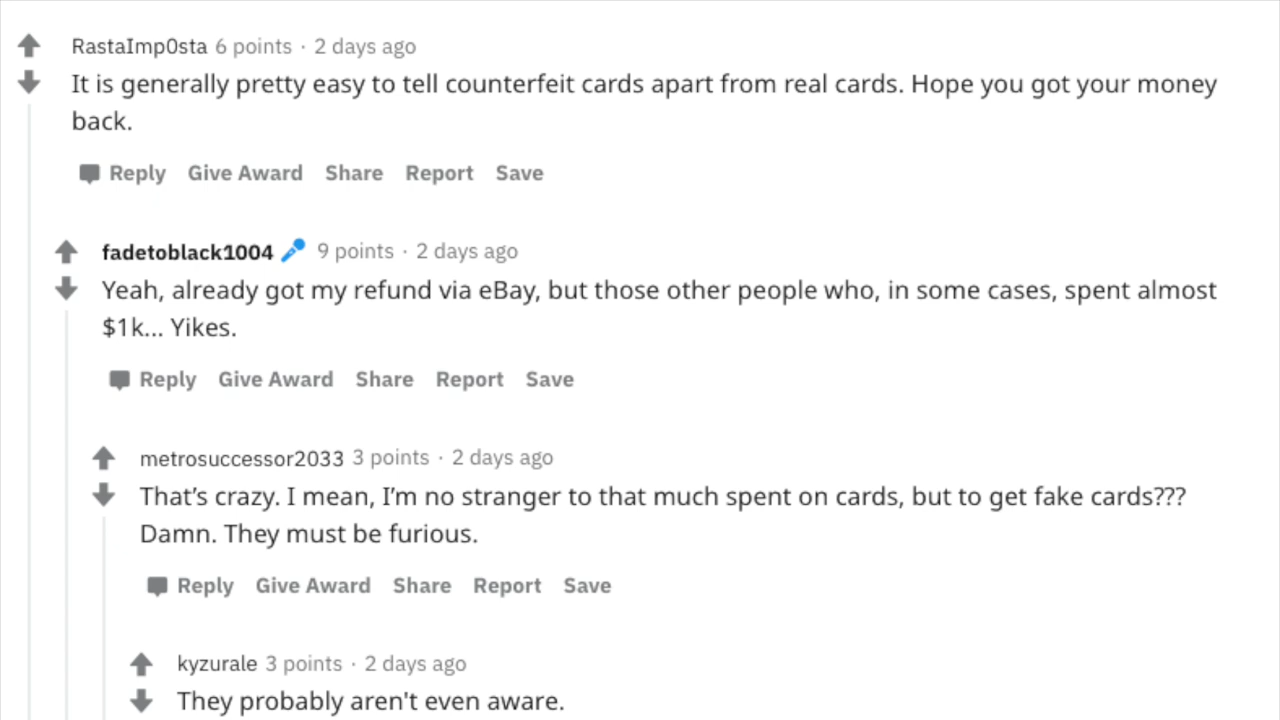 RastaImp0sta 6 points · 2 days ago
It is generally pretty easy to tell counterfeit cards apart from real cards. Hope you got your money
back.
Reply Give Award Share Report Save
fadetoblack1004 9 points · 2 days ago
Yeah, already got my refund via eBay, but those other people who, in some cases, spent almost
$1k... Yikes.
Reply Give Award Share Report Save
metrosuccessor2033 3 points · 2 days ago
That's crazy. I mean, I'm no stranger to that much spent on cards, but to get fake cards???
Damn. They must be furious.
Reply Give Award Share Report Save
kyzurale 3 points · 2 days ago
They probably aren't even aware.